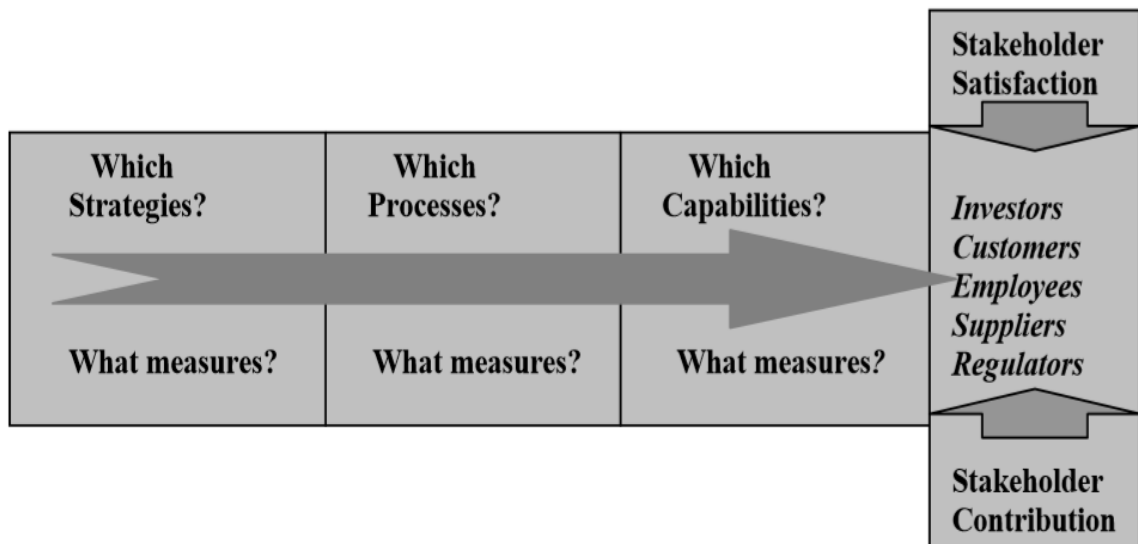 Stakeholder
Satisfaction
Which
Strategies?
Which
Processes?
Which
Capabilities?
Investors
Customers
Employees
Suppliers
Regulators
What measures?
What measures?
What measures?
Stakeholder
Contribution